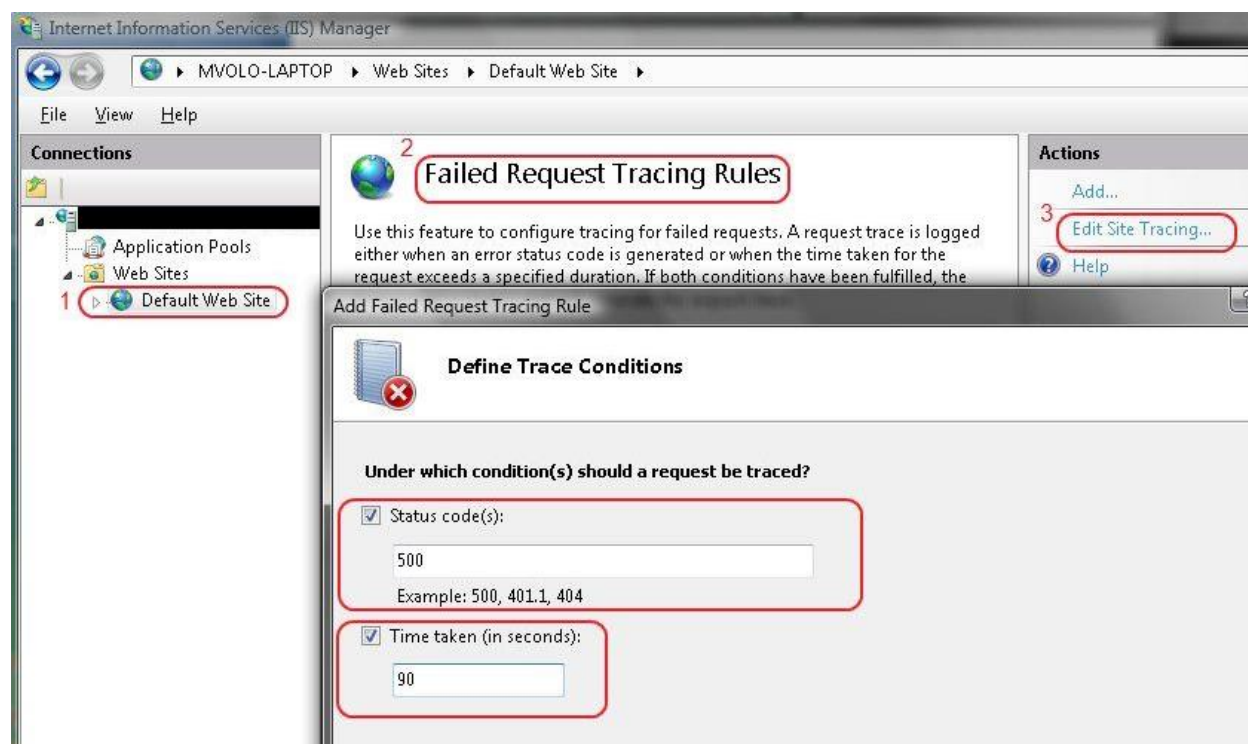 Internet Information Services (IIS) Manager
MVOLO-LAPTOP ▸ Web Sites ▸ Default Web Site ▸
File View Help
Connections
Application Pools
Web Sites
1 Default Web Site
2 Failed Request Tracing Rules
Use this feature to configure tracing for failed requests. A request trace is logged
either when an error status code is generated or when the time taken for the
request exceeds a specified duration. If both conditions have been fulfilled, the
Actions
Add...
3 Edit Site Tracing...
Help
Add Failed Request Tracing Rule
Define Trace Conditions
Under which condition(s) should a request be traced?
Status code(s):
500
Example: 500, 401.1, 404
Time taken (in seconds):
90